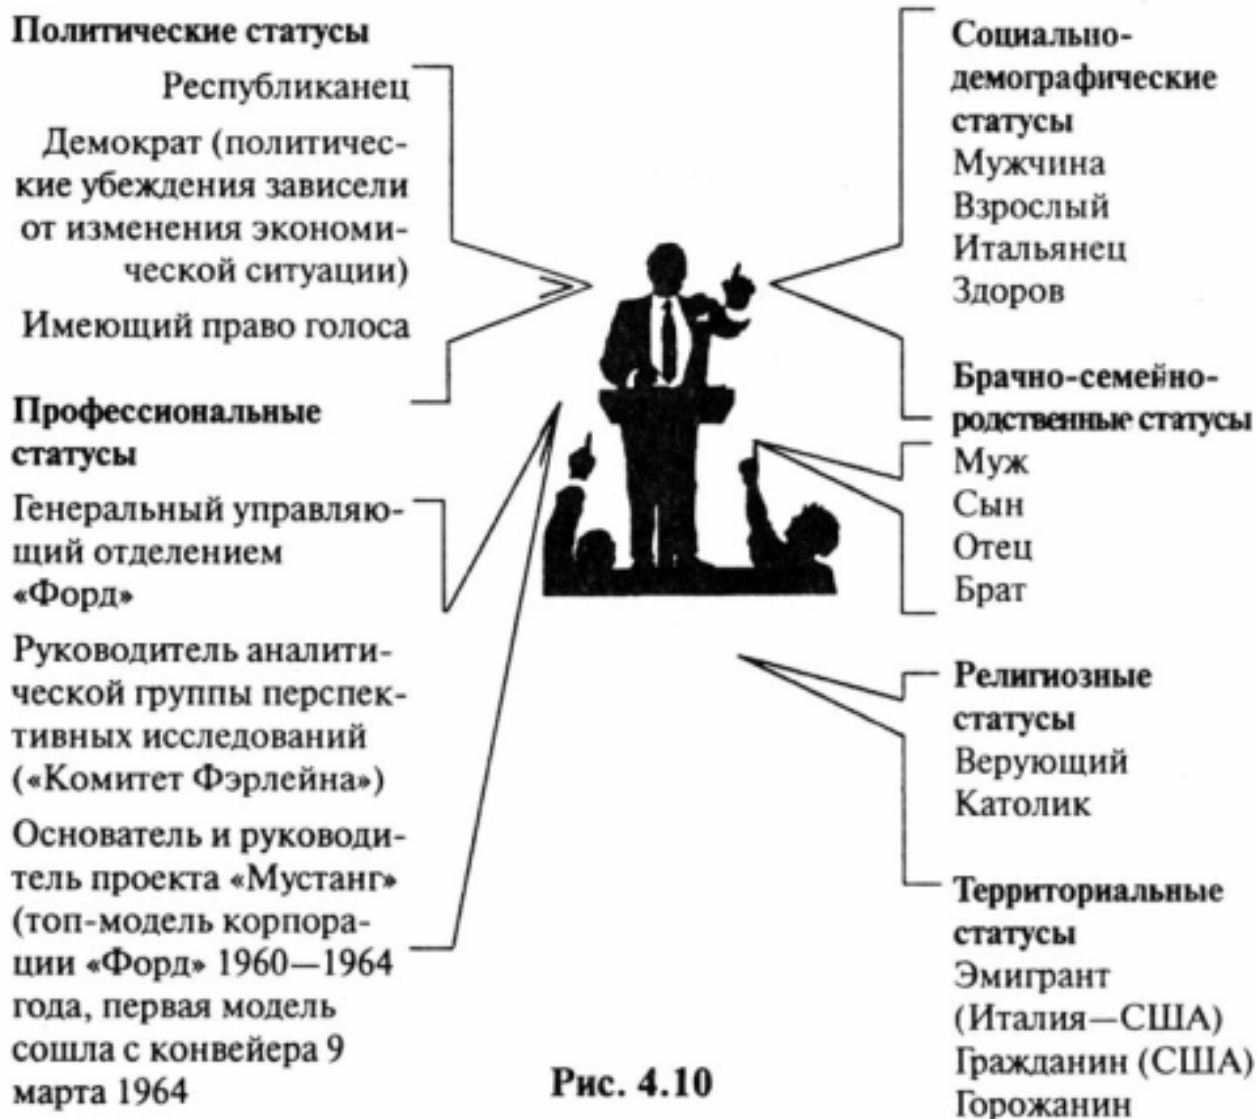 Политические статусы
Республиканец
Демократ (политичес-
кие убеждения зависели
от изменения экономи-
ческой ситуации)
Имеющий право голоса
Профессиональные
статусы
Генеральный управляю-
щий отделением
«Форд»
Руководитель аналити-
ческой группы перспек-
тивных исследований
(«Комитет Фэрлейна»)
Основатель и руководи-
тель проекта «Мустанг»
(топ-модель корпора-
ции «Форд» 1960—1964
года, первая модель
сошла с конвейера 9
марта 1964
Социально-
демографические
статусы
Мужчина
Взрослый
Итальянец
Здоров
Брачно-семейно-
родственные статусы
Муж
Сын
Отец
Брат
Религиозные
статусы
Верующий
Католик
Территориальные
статусы
Эмигрант
(Италия—США)
Гражданин (США)
Горожанин
Рис. 4.10